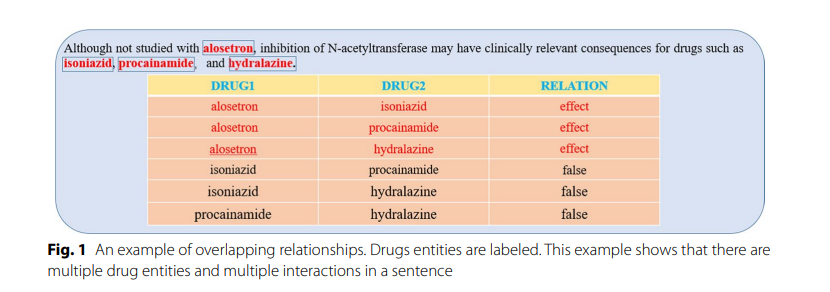 Although not studied with alosetron, inhibition of N-acetyltransferase may have clinically relevant consequences for drugs such as
isoniazid, procainamide, and hydralazine.
DRUG1 DRUG2 RELATION
alosetron isoniazid effect
alosetron procainamide effect
alosetron hydralazine effect
isoniazid procainamide false
isoniazid hydralazine false
procainamide hydralazine false
Fig. 1 An example of overlapping relationships. Drugs entities are labeled. This example shows that there are
multiple drug entities and multiple interactions in a sentence